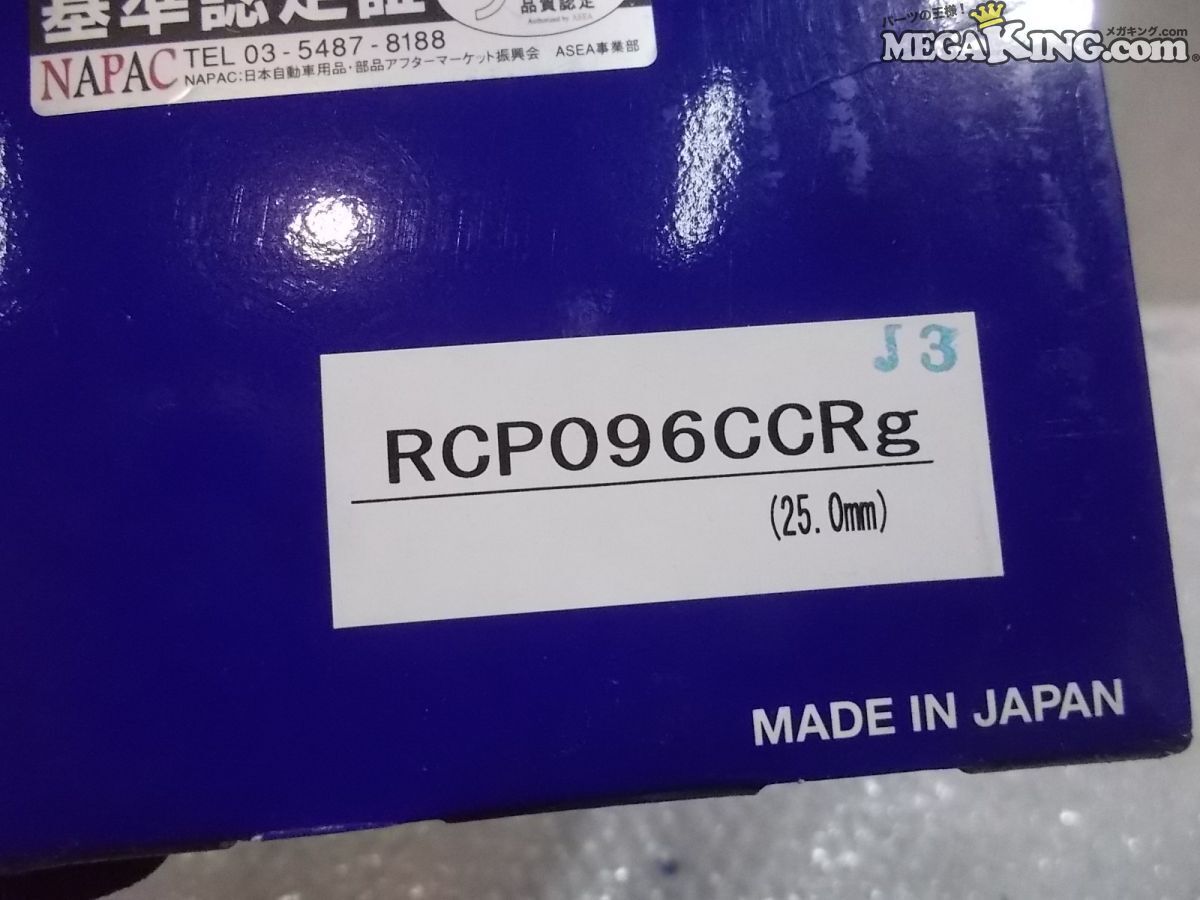 基準認定証
品質認定
Authorized by ASEA
NAPAC TEL 03-5487-8188
NAPAC:日本自動車用品・部品アフターマーケット振興会 ASEA事業部
パーツの王様!
メガキング.com
MEGAKING.com®
J3
RCP096CCRg
(25.0mm)
MADE IN JAPAN